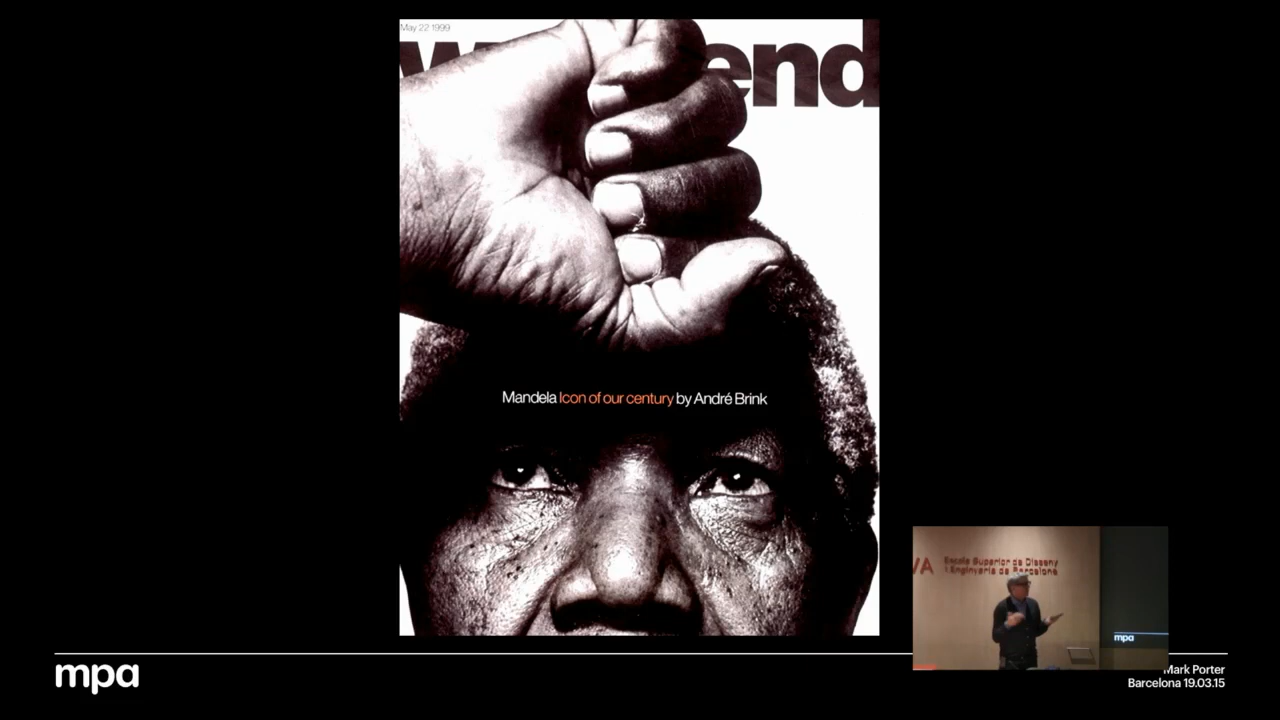 May 22 1999
end
Mandela Icon of our century by André Brink
VA
Escola Superior de Disseny
i Enginyeria de Barcelona
mpa
mpa
Mark Porter
Barcelona 19.03.15